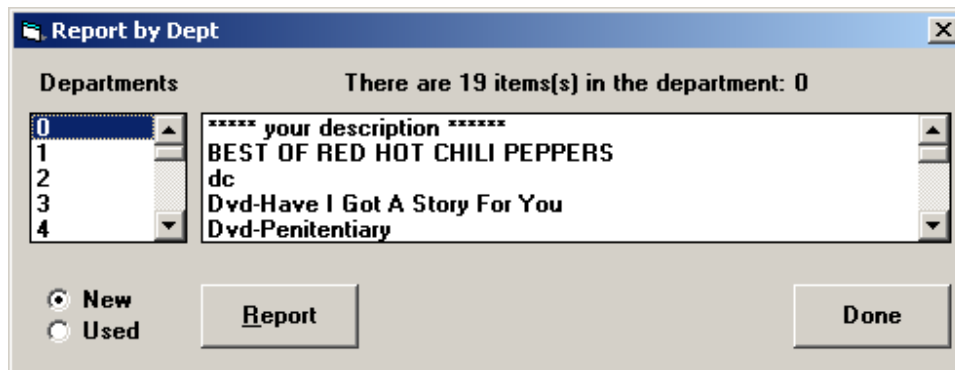 Report by Dept
Departments
There are 19 items(s) in the department: 0
0
1
2
3
4
***** your description ******
BEST OF RED HOT CHILI PEPPERS
dc
Dvd-Have I Got A Story For You
Dvd-Penitentiary
New
Used
Report
Done